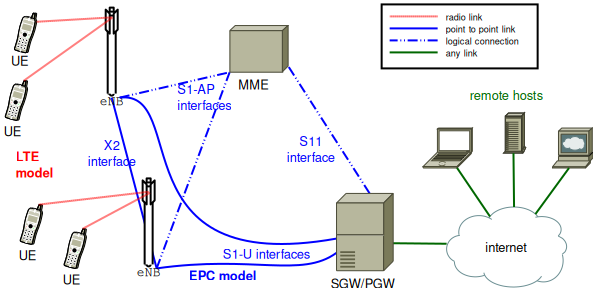 radio link
point to point link
logical connection
any link
UE
UE
eNB
S1-AP
interfaces
MME
remote hosts
X2
interface
S11
interface
LTE
model
UE
UE
eNB
S1-U interfaces
EPC model
internet
SGW/PGW